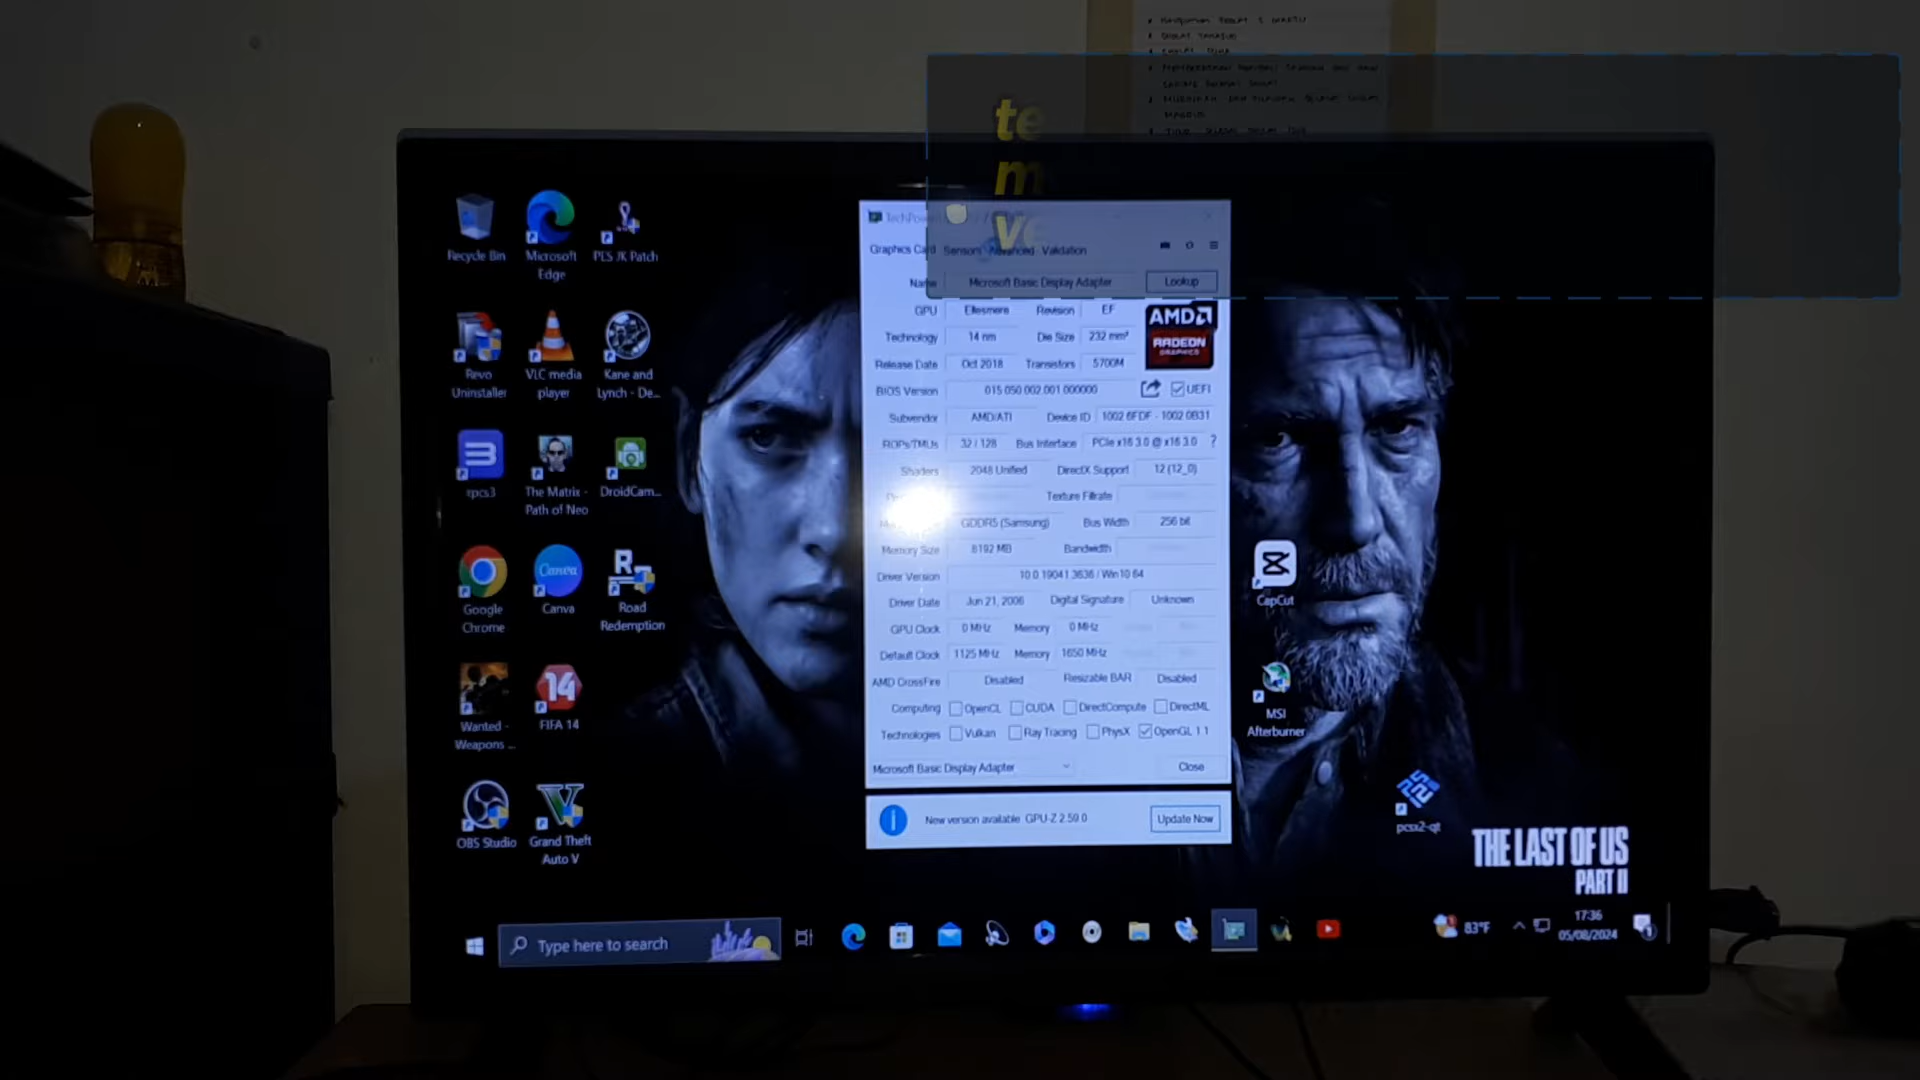 te
m
ve
TechPower
Graphics Card Sensors Advanced Validation
Name Microsoft Basic Display Adapter Lookup
GPU Ellesmere Revision EF
Technology 14 nm Die Size 232 mm²
Release Date Oct 2018 Transistors 5700M
BIOS Version 015.050.002.001.000000 UEFI
Subvendor AMD/ATI Device ID 1002 6FDF - 1002 0B31
ROPs/TMUs 32 / 128 Bus Interface PCIe x16 3.0 @ x16 3.0 ?
Shaders 2048 Unified DirectX Support 12 (12_0)
Texture Fillrate
GDDR5 (Samsung) Bus Width 256 bit
Memory Size 8192 MB Bandwidth
Driver Version 10.0.19041.3636 / Win10 64
Driver Date Jun 21, 2006 Digital Signature Unknown
GPU Clock 0 MHz Memory 0 MHz
Default Clock 1125 MHz Memory 1650 MHz
AMD CrossFire Disabled Resizable BAR Disabled
Computing OpenCL CUDA DirectCompute DirectML
Technologies Vulkan Ray Tracing PhysX OpenGL 1.1
Microsoft Basic Display Adapter Close
New version available GPU-Z 2.59.0 Update Now
AMD
RADEON
GRAPHICS
Recycle Bin
Microsoft
Edge
PES JK Patch
Revo
Uninstaller
VLC media
player
Kane and
Lynch - De...
rpcs3
The Matrix -
Path of Neo
DroidCam...
Google
Chrome
Canva
Road
Redemption
Wanted -
Weapons ...
14
FIFA 14
OBS Studio
Grand Theft
Auto V
CapCut
MSI
Afterburner
pcsx2-qt
THE LAST OF US
PART II
Type here to search
83°F
17:36
05/08/2024